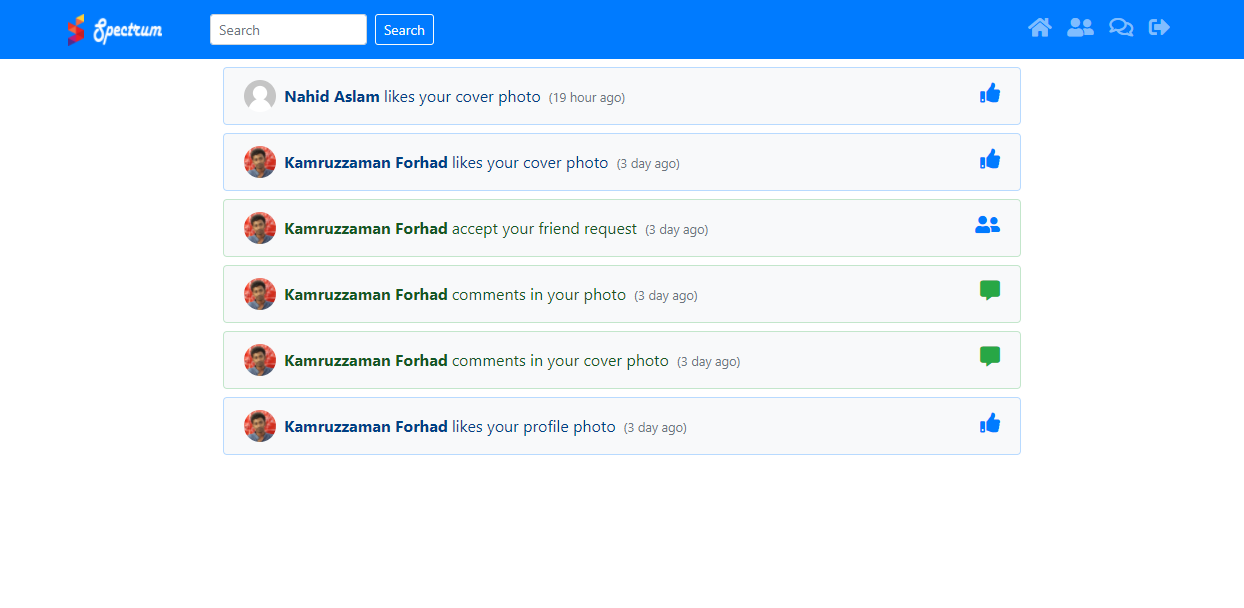 Spectrum
Search Search
Nahid Aslam likes your cover photo (19 hour ago)
Kamruzzaman Forhad likes your cover photo (3 day ago)
Kamruzzaman Forhad accept your friend request (3 day ago)
Kamruzzaman Forhad comments in your photo (3 day ago)
Kamruzzaman Forhad comments in your cover photo (3 day ago)
Kamruzzaman Forhad likes your profile photo (3 day ago)